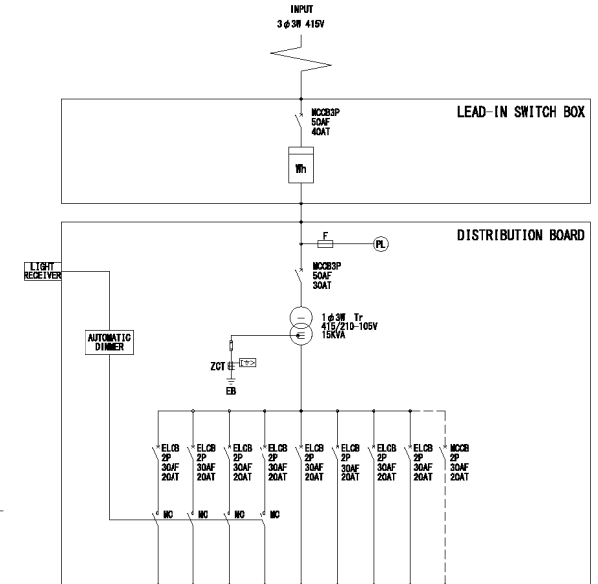 INPUT
3φ3W 415V
MCCB3P
50AF
40AT
LEAD-IN SWITCH BOX
Wh
DISTRIBUTION BOARD
F
PL
MCCB3P
50AF
30AT
LIGHT
RECEIVER
1φ3W Tr
415/210-105V
15KVA
AUTOMATIC
DIMMER
ZCT
EB
ELCB ELCB ELCB ELCB ELCB ELCB ELCB ELCB MCCB
2P 2P 2P 2P 2P 2P 2P 2P 2P
30AF 30AF 30AF 30AF 30AF 30AF 30AF 30AF 30AF
20AT 20AT 20AT 20AT 20AT 20AT 20AT 20AT 20AT
MC MC MC MC